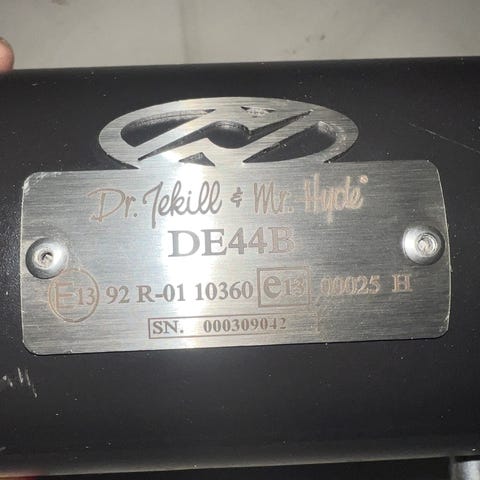 Dr. Jekill & Mr. Hyde®
DE44B
E13 92 R-01 10360 e13 00025 H
SN. 000309042